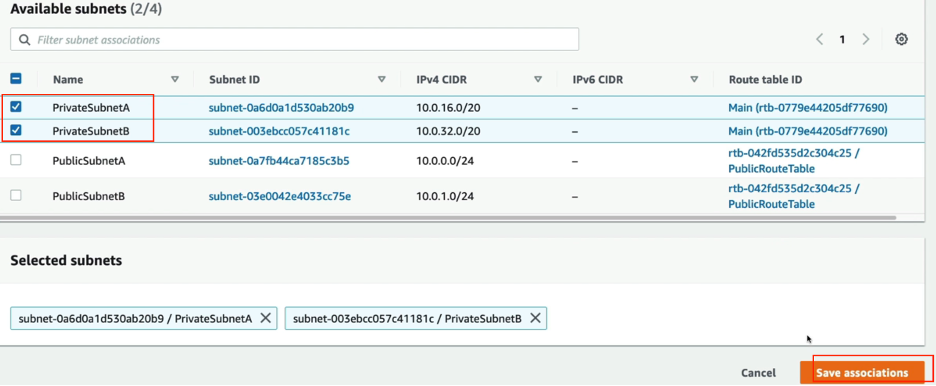 Available subnets (2/4)
Filter subnet associations
1
Name Subnet ID IPv4 CIDR IPv6 CIDR Route table ID
PrivateSubnetA subnet-0a6d0a1d530ab20b9 10.0.16.0/20 – Main (rtb-0779e44205df77690)
PrivateSubnetB subnet-003ebcc057c41181c 10.0.32.0/20 – Main (rtb-0779e44205df77690)
PublicSubnetA subnet-0a7fb44ca7185c3b5 10.0.0.0/24 – rtb-042fd535d2c304c25 /
PublicRouteTable
PublicSubnetB subnet-03e0042e4033cc75e 10.0.1.0/24 – rtb-042fd535d2c304c25 /
PublicRouteTable
Selected subnets
subnet-0a6d0a1d530ab20b9 / PrivateSubnetA subnet-003ebcc057c41181c / PrivateSubnetB
Cancel Save associations